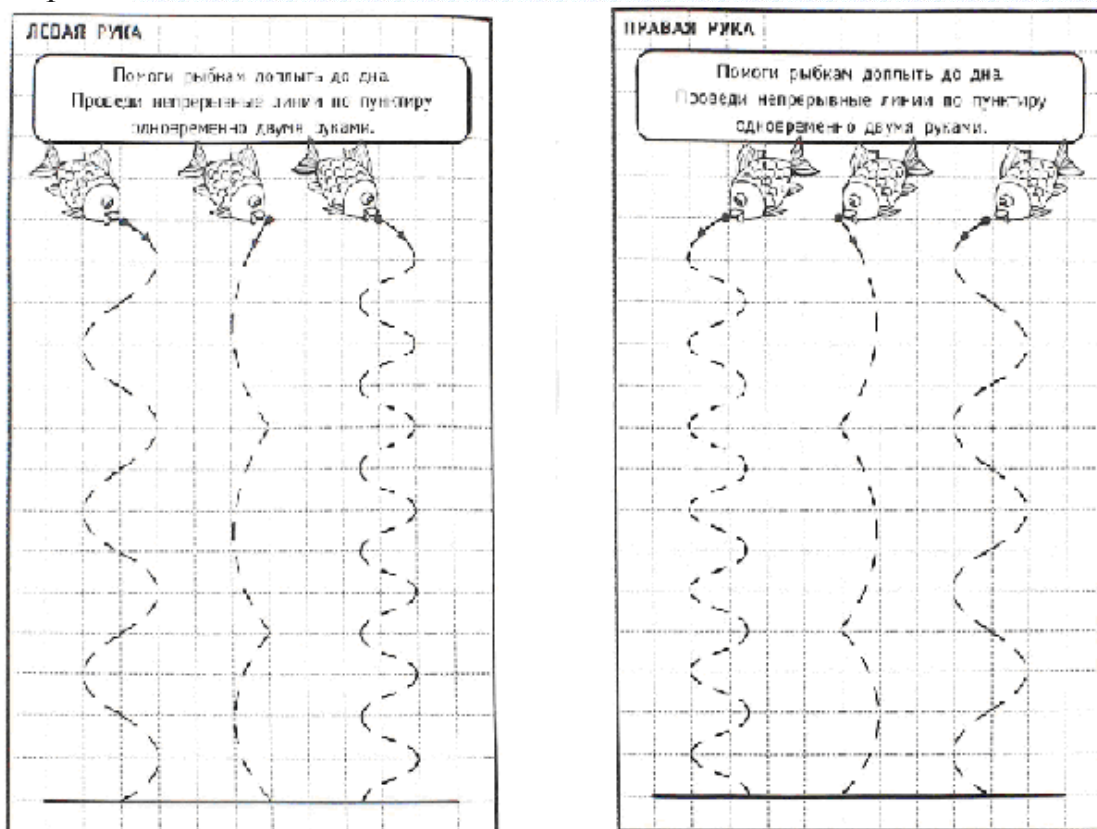 ЛЕВАЯ РУКА
Помоги рыбкам доплыть до дна.
Проведи непрерывные линии по пунктиру
одновременно двумя руками.
ПРАВАЯ РУКА
Помоги рыбкам доплыть до дна.
Проведи непрерывные линии по пунктиру
одновременно двумя руками.